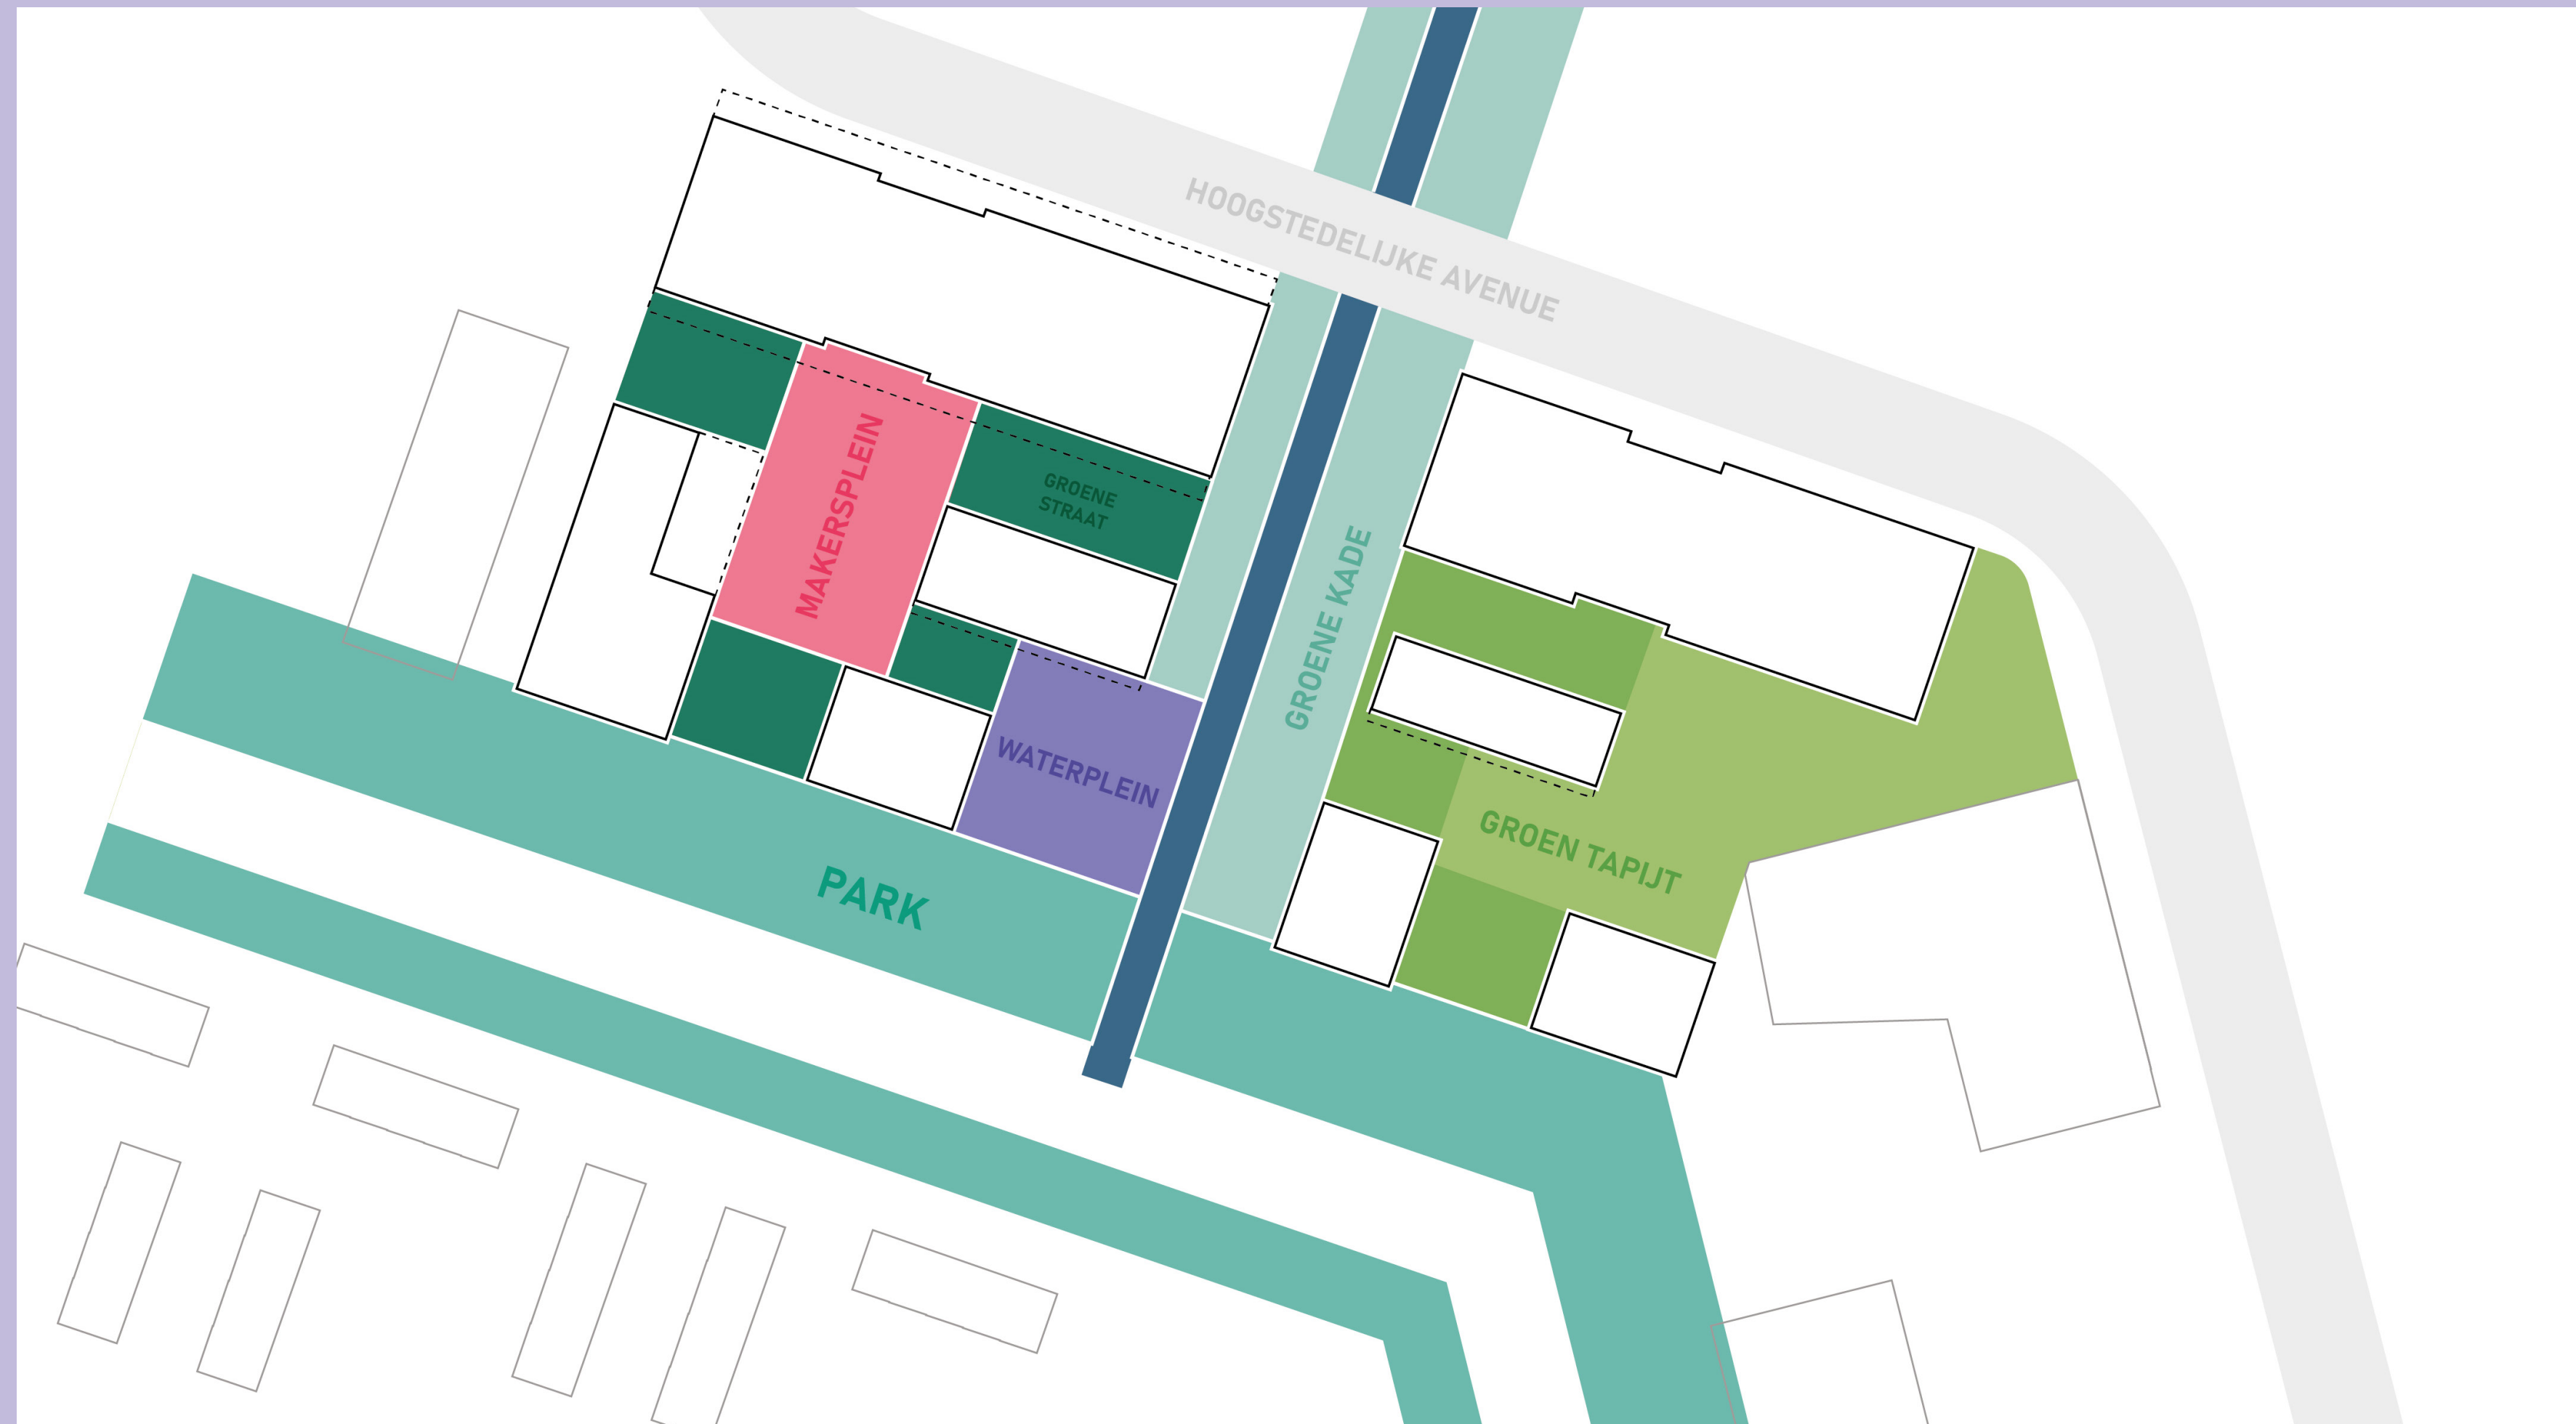 HOOGSTEDELIJKE AVENUE
MAKERSPLEIN
GROENE
STRAAT
GROENE KADE
WATERPLEIN
GROEN TAPIJT
PARK